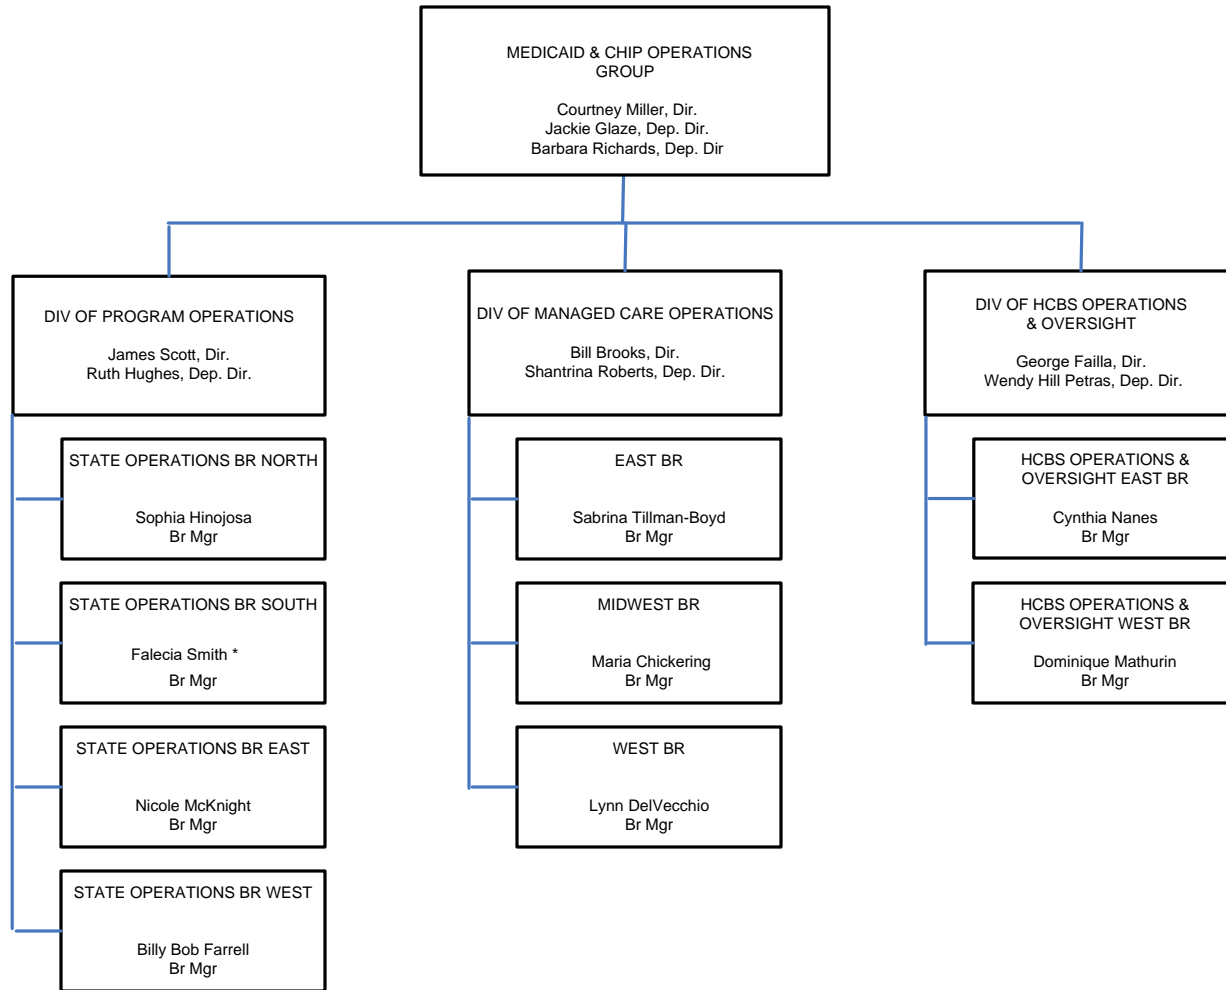 MEDICAID & CHIP OPERATIONS
GROUP
Courtney Miller, Dir.
Jackie Glaze, Dep. Dir.
Barbara Richards, Dep. Dir
DIV OF PROGRAM OPERATIONS
James Scott, Dir.
Ruth Hughes, Dep. Dir.
STATE OPERATIONS BR NORTH
Sophia Hinojosa
Br Mgr
STATE OPERATIONS BR SOUTH
Falecia Smith *
Br Mgr
STATE OPERATIONS BR EAST
Nicole McKnight
Br Mgr
STATE OPERATIONS BR WEST
Billy Bob Farrell
Br Mgr
DIV OF MANAGED CARE OPERATIONS
Bill Brooks, Dir.
Shantrina Roberts, Dep. Dir.
EAST BR
Sabrina Tillman-Boyd
Br Mgr
MIDWEST BR
Maria Chickering
Br Mgr
WEST BR
Lynn DelVecchio
Br Mgr
DIV OF HCBS OPERATIONS
& OVERSIGHT
George Failla, Dir.
Wendy Hill Petras, Dep. Dir.
HCBS OPERATIONS &
OVERSIGHT EAST BR
Cynthia Nanes
Br Mgr
HCBS OPERATIONS &
OVERSIGHT WEST BR
Dominique Mathurin
Br Mgr